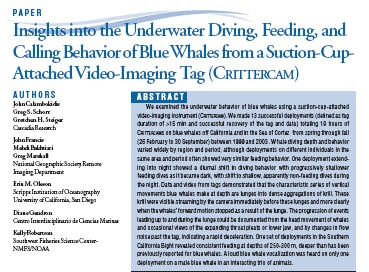 PAPER
Insights into the Underwater Diving, Feeding, and
Calling Behavior of Blue Whales from a Suction-Cup-
Attached Video-Imaging Tag (CRITTERCAM)
AUTHORS
John Calambokidis
Greg S. Schorr
Gretchen H. Steiger
Cascadia Research
John Francis
Mehdi Bakhtiari
Greg Marshall
National Geographic Society Remote
Imaging Department
Erin M. Oleson
Scripps Institution of Oceanography
University of California, San Diego
Diane Gendron
Centro Interdisciplinario de Ciencias Marinas
Kelly Robertson
Southwest Fisheries Science Center-
NMFS/NOAA
ABSTRACT
We examined the underwater behavior of blue whales using a suction-cup-attached
video-imaging instrument (CRITTERCAM). We made 13 successful deployments (defined as tag
duration of >15 min and successful recovery of the tag and data) totaling 19 hours of
CRITTERCAMS on blue whales off California and in the Sea of Cortez from spring through fall
(26 February to 30 September) between 1999 and 2003. Whale diving depth and behavior
varied widely by region and period, although deployments on different individuals in the
same area and period often showed very similar feeding behavior. One deployment extend-
ing into night showed a diurnal shift in diving behavior with progressively shallower
feeding dives as it became dark, with shift to shallow, apparently non-feeding dives during
the night. Data and video from tags demonstrated that the characteristic series of vertical
movements blue whales make at depth are lunges into dense aggregations of krill. These
krill were visible streaming by the camera immediately before these lunges and more clearly
when the whales' forward motion stopped as a result of the lunge. The progression of events
leading up to and during the lunge could be documented from the head movement of whales
and occasional views of the expanding throat pleats or lower jaw, and by changes in flow
noise past the tag, indicating a rapid deceleration. One set of deployments in the Southern
California Bight revealed consistent feeding at depths of 250-300 m, deeper than has been
previously reported for blue whales. A loud blue whale vocalization was heard on only one
deployment on a male blue whale in an interacting trio of animals.